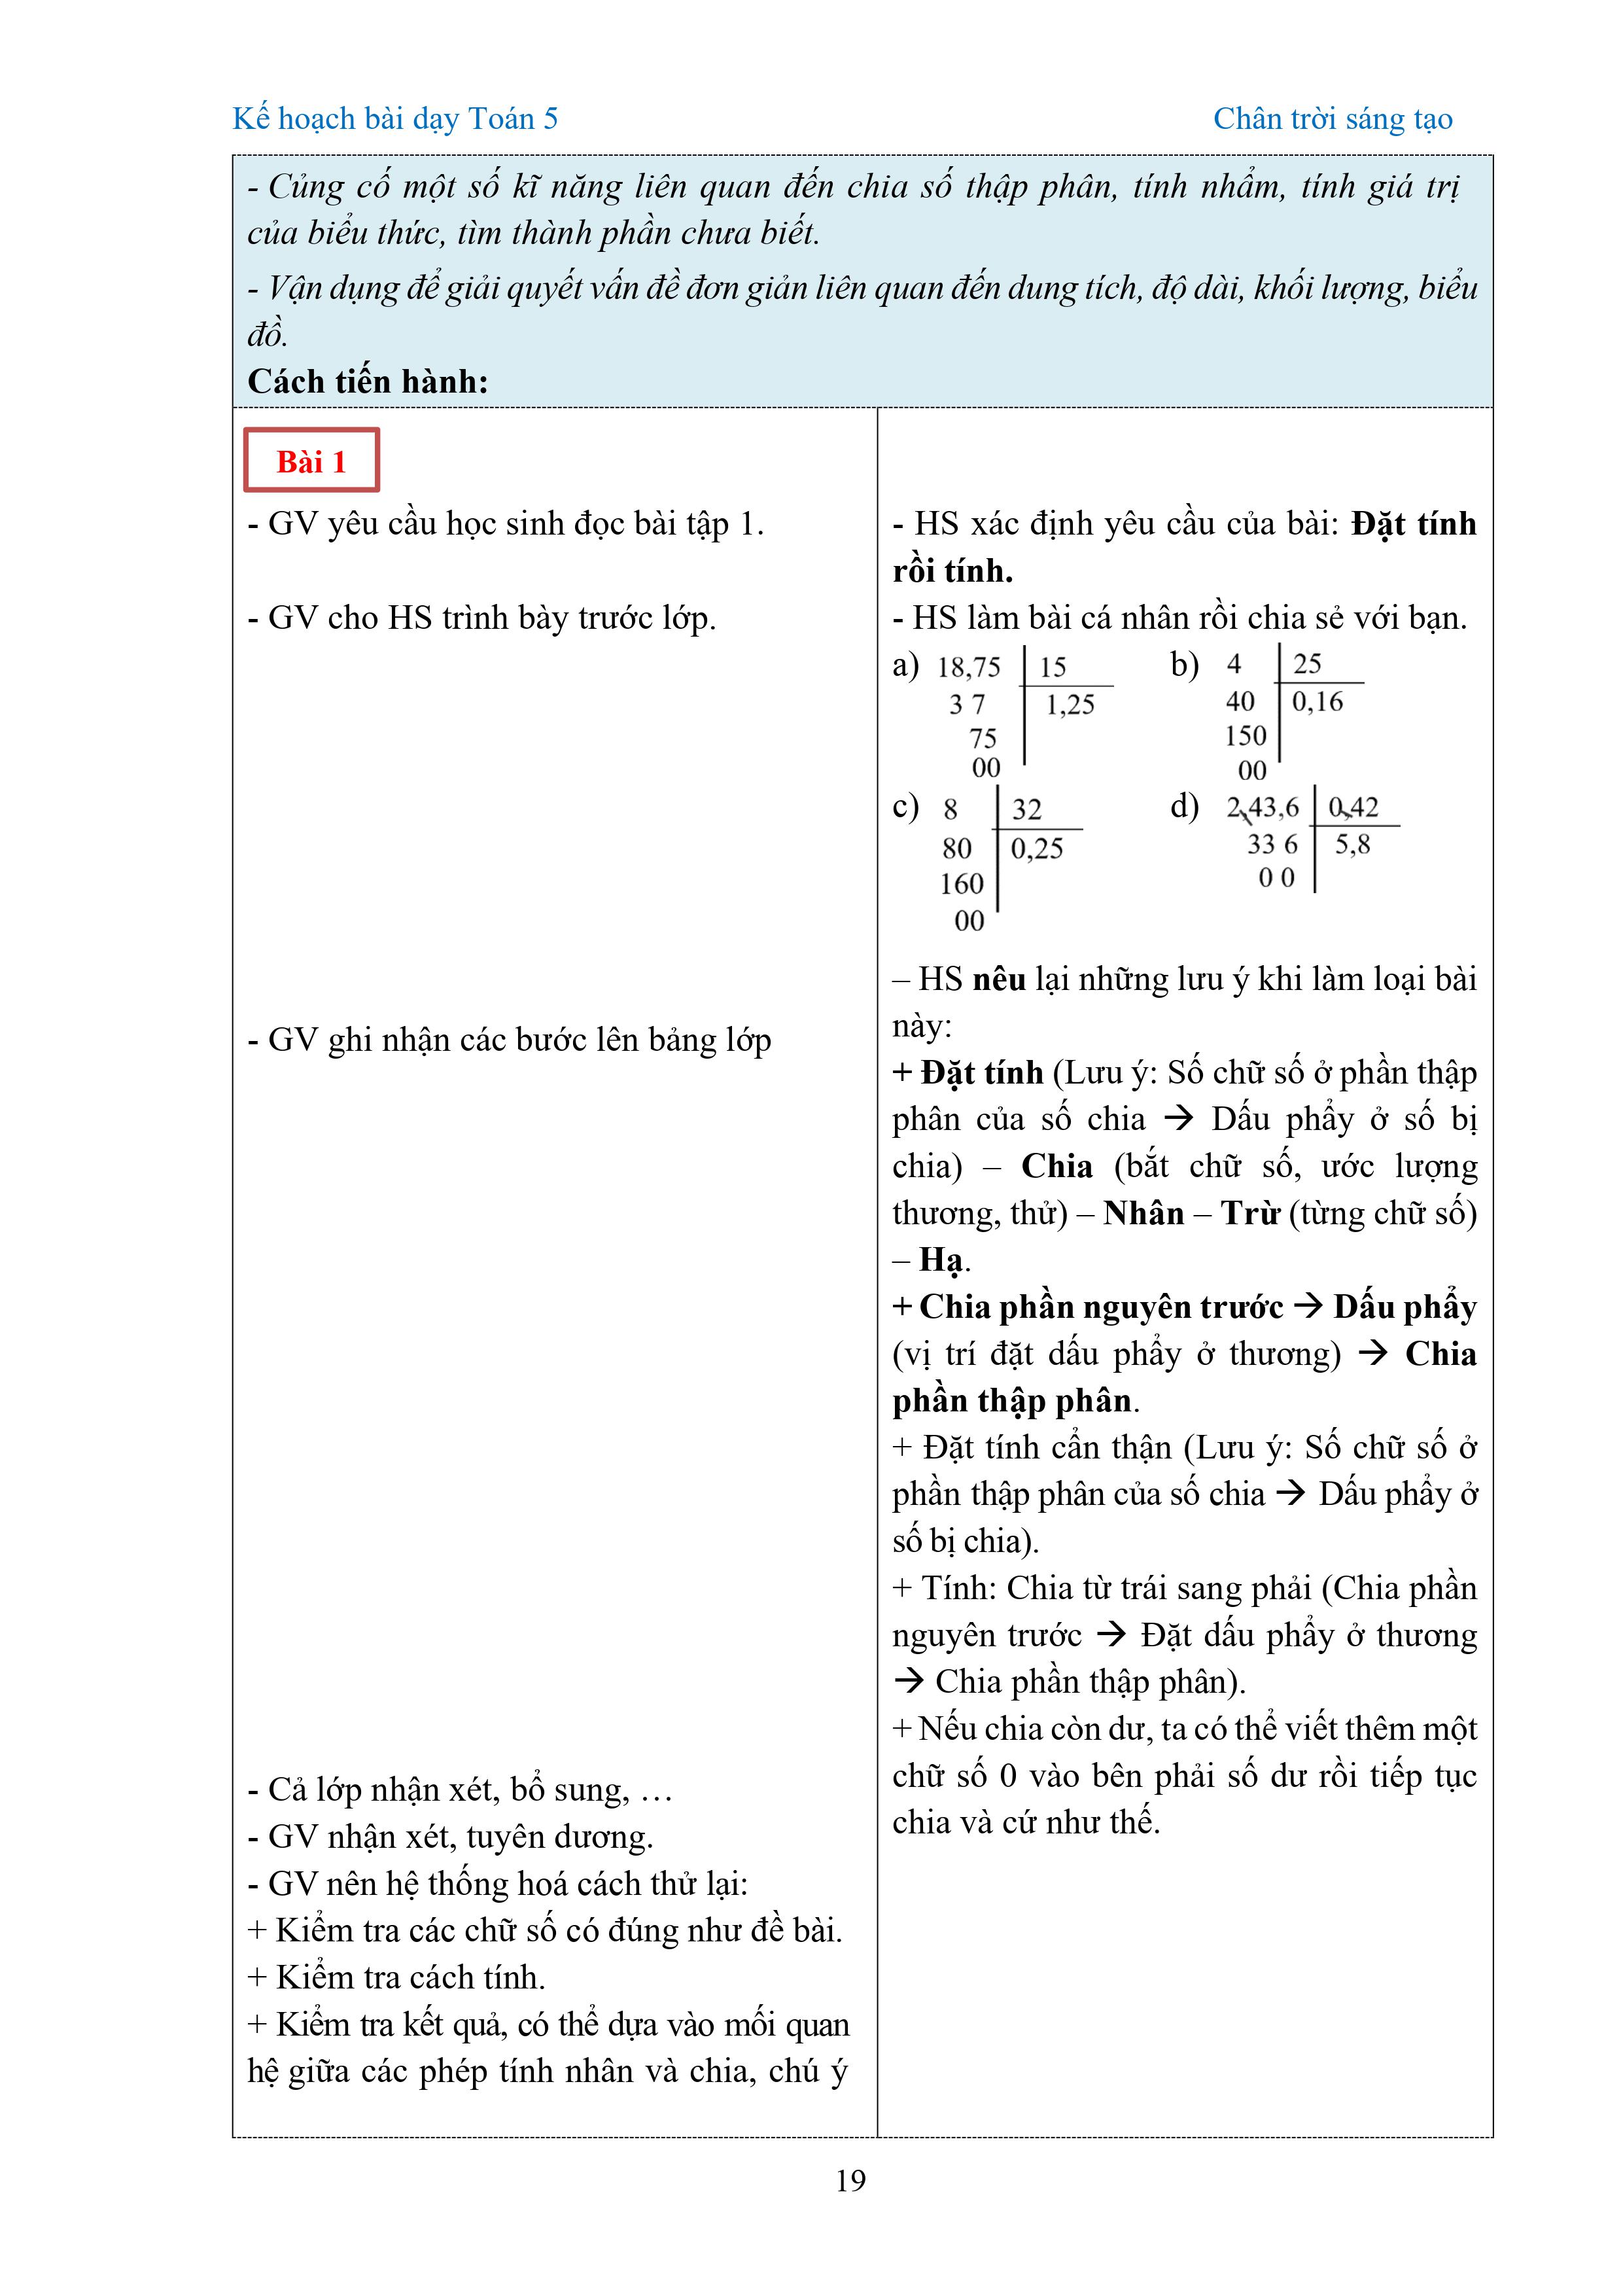 Kế hoạch bài dạy Toán 5 Chân trời sáng tạo
- Củng cố một số kĩ năng liên quan đến chia số thập phân, tính nhẩm, tính giá trị
của biểu thức, tìm thành phần chưa biết.
- Vận dụng để giải quyết vấn đề đơn giản liên quan đến dung tích, độ dài, khối lượng, biểu
đồ.
Cách tiến hành:
Bài 1
- GV yêu cầu học sinh đọc bài tập 1.
- GV cho HS trình bày trước lớp.
- GV ghi nhận các bước lên bảng lớp
- Cả lớp nhận xét, bổ sung, …
- GV nhận xét, tuyên dương.
- GV nên hệ thống hoá cách thử lại:
+ Kiểm tra các chữ số có đúng như đề bài.
+ Kiểm tra cách tính.
+ Kiểm tra kết quả, có thể dựa vào mối quan
hệ giữa các phép tính nhân và chia, chú ý
- HS xác định yêu cầu của bài: Đặt tính
rồi tính.
- HS làm bài cá nhân rồi chia sẻ với bạn.
a) 18,75 15 b) 4 25
3 7 1,25 40 0,16
75 150
00 00
c) 8 32 d) 2,43,6 0,42
80 0,25 33 6 5,8
160 0 0
00
– HS nêu lại những lưu ý khi làm loại bài
này:
+ Đặt tính (Lưu ý: Số chữ số ở phần thập
phân của số chia → Dấu phẩy ở số bị
chia) – Chia (bắt chữ số, ước lượng
thương, thử) – Nhân – Trừ (từng chữ số)
– Hạ.
+ Chia phần nguyên trước → Dấu phẩy
(vị trí đặt dấu phẩy ở thương) → Chia
phần thập phân.
+ Đặt tính cẩn thận (Lưu ý: Số chữ số ở
phần thập phân của số chia → Dấu phẩy ở
số bị chia).
+ Tính: Chia từ trái sang phải (Chia phần
nguyên trước → Đặt dấu phẩy ở thương
→ Chia phần thập phân).
+ Nếu chia còn dư, ta có thể viết thêm một
chữ số 0 vào bên phải số dư rồi tiếp tục
chia và cứ như thế.
19